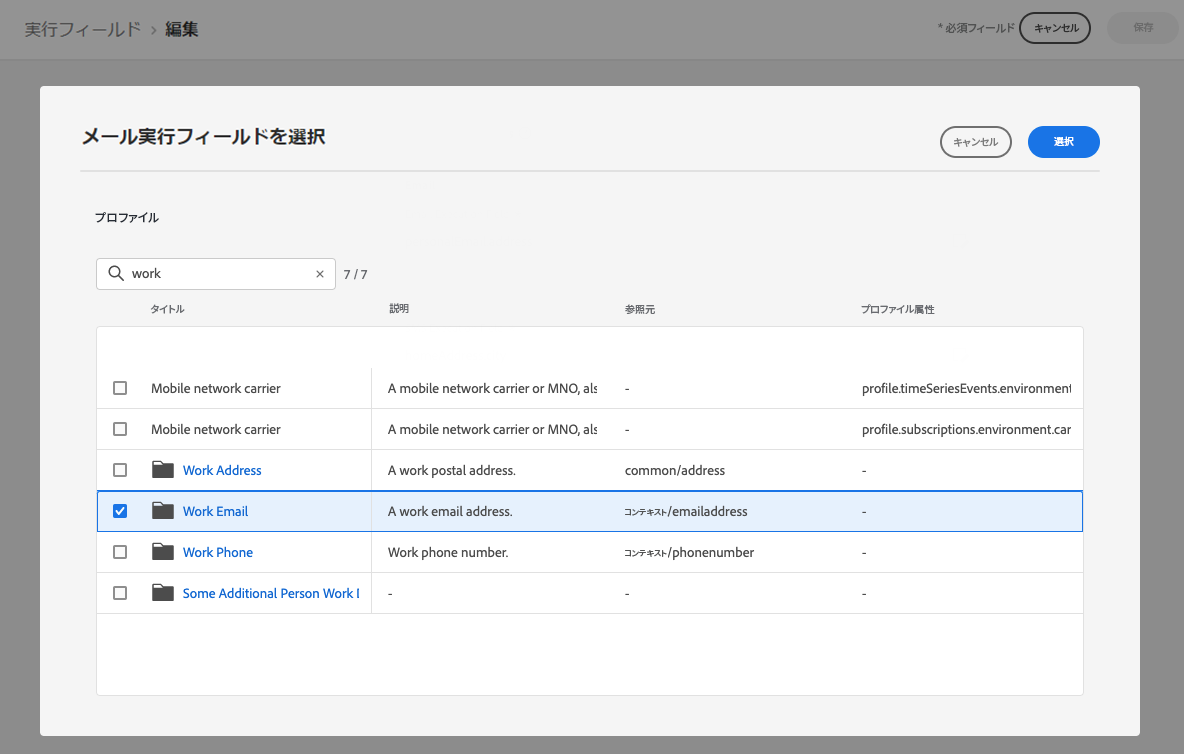 実行フィールド › 編集
* 必須フィールド キャンセル 保存
メール実行フィールドを選択
キャンセル 選択
プロファイル
work × 7 / 7
タイトル 説明 参照元 プロファイル属性
Mobile network carrier A mobile network carrier or MNO, als - profile.timeSeriesEvents.environment
Mobile network carrier A mobile network carrier or MNO, als - profile.subscriptions.environment.car
Work Address A work postal address. common/address -
Work Email A work email address. コンテキスト/emailaddress -
Work Phone Work phone number. コンテキスト/phonenumber -
Some Additional Person Work I - - -